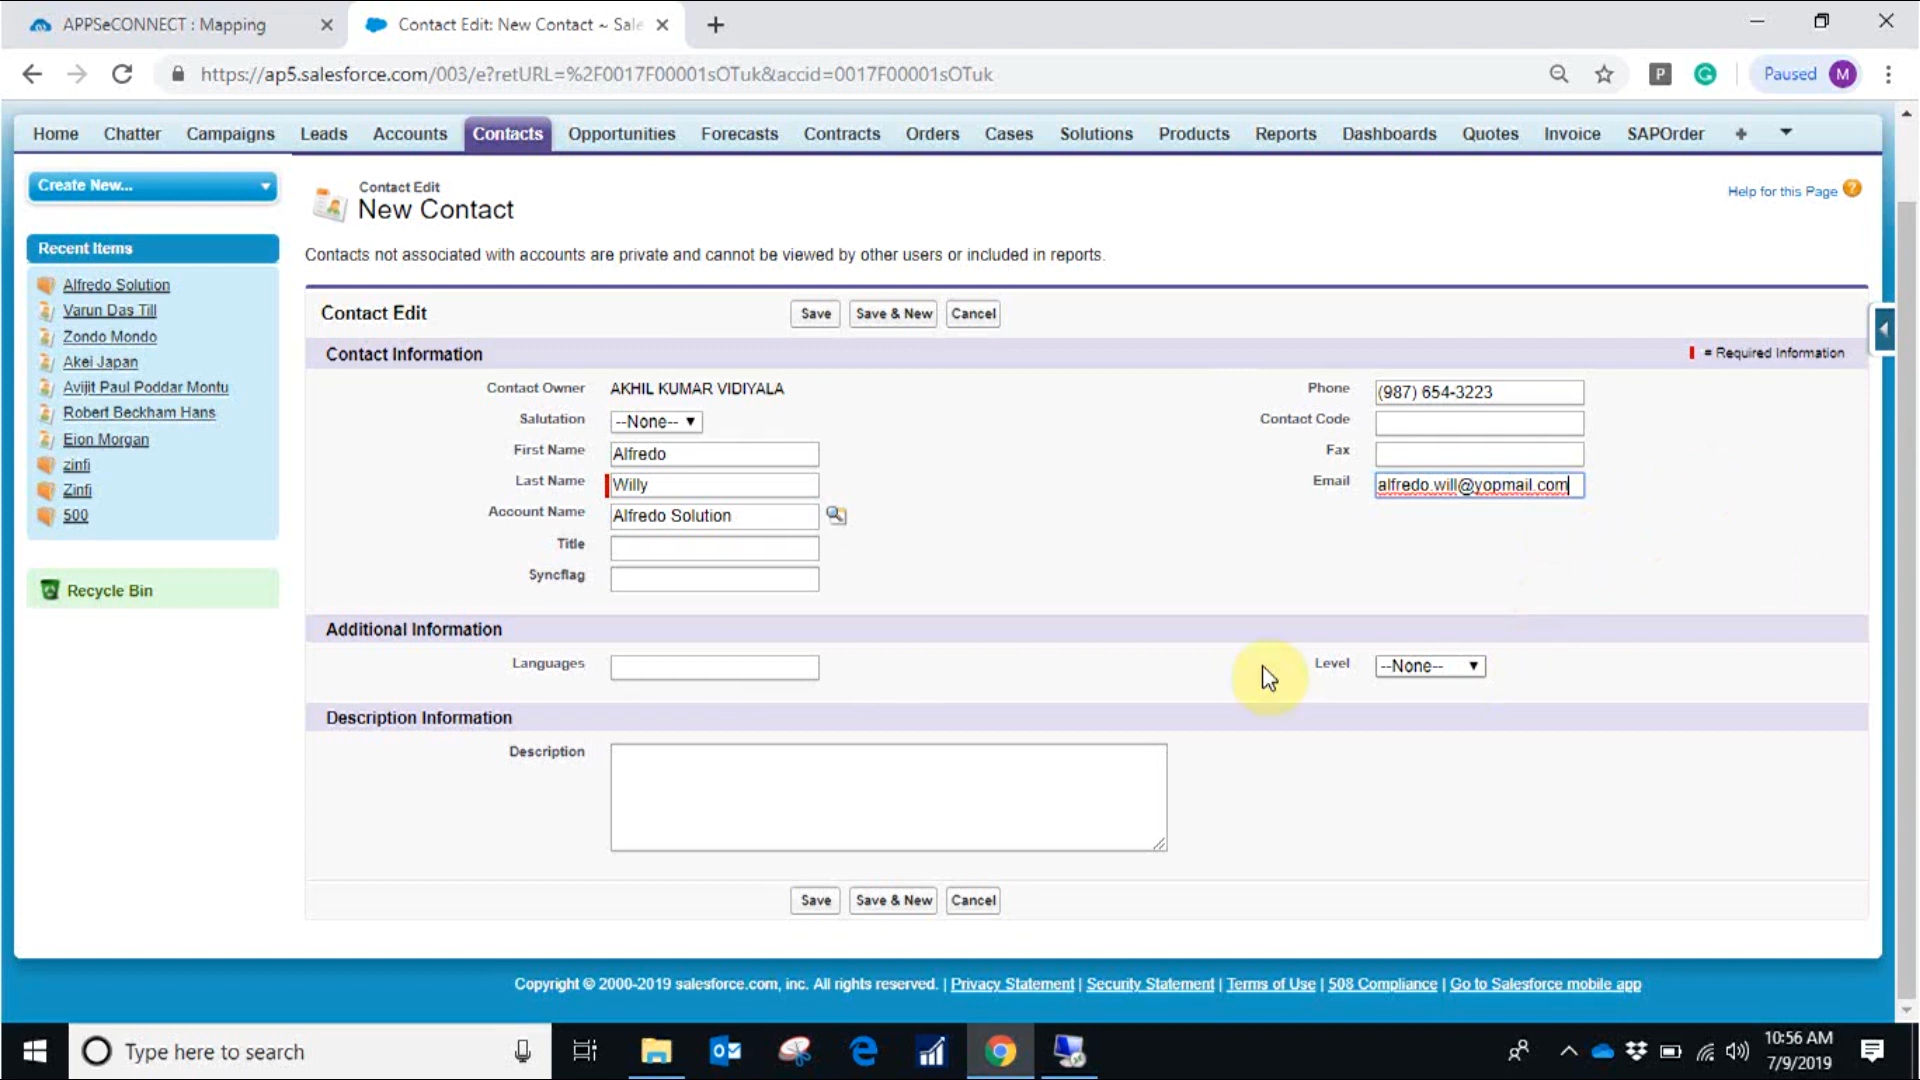 APPSeCONNECT : Mapping
Contact Edit: New Contact ~ Sale
https://ap5.salesforce.com/003/e?retURL=%2F0017F00001sOTuk&accid=0017F00001sOTuk
P
G
Paused
M
Home Chatter Campaigns Leads Accounts Contacts Opportunities Forecasts Contracts Orders Cases Solutions Products Reports Dashboards Quotes Invoice SAPOrder +
Create New...
Contact Edit
New Contact
Help for this Page ?
Recent Items
Alfredo Solution
Varun Das Till
Zondo Mondo
Akei Japan
Avijit Paul Poddar Montu
Robert Beckham Hans
Eion Morgan
zinfi
Zinfi
500
Recycle Bin
Contacts not associated with accounts are private and cannot be viewed by other users or included in reports.
Contact Edit Save Save & New Cancel
Contact Information = Required Information
Contact Owner AKHIL KUMAR VIDIYALA Phone (987) 654-3223
Salutation --None-- Contact Code
First Name Alfredo Fax
Last Name Willy Email alfredo.will@yopmail.com
Account Name Alfredo Solution
Title
Syncflag
Additional Information
Languages Level --None--
Description Information
Description
Save Save & New Cancel
Copyright © 2000-2019 salesforce.com, inc. All rights reserved. | Privacy Statement | Security Statement | Terms of Use | 508 Compliance | Go to Salesforce mobile app
Type here to search
10:56 AM
7/9/2019